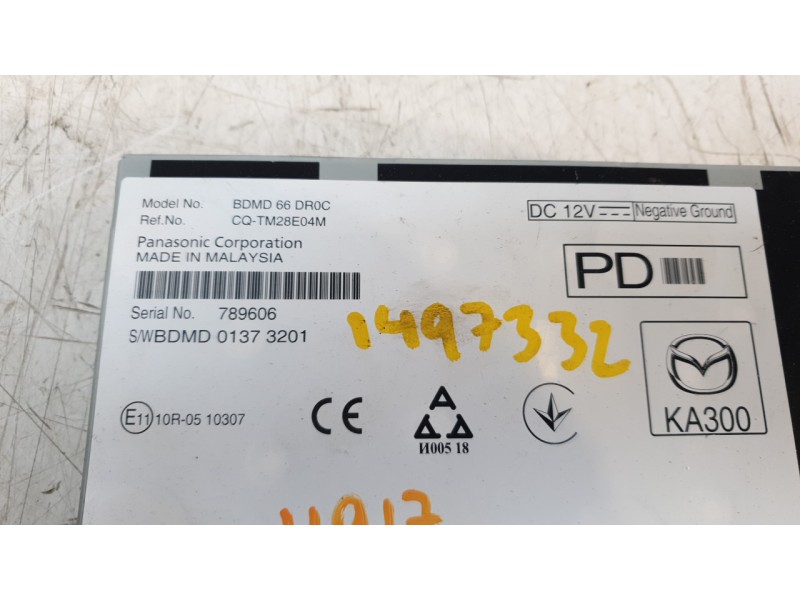 Model No. BDMD 66 DR0C
Ref.No. CQ-TM28E04M
DC 12V Negative Ground
Panasonic Corporation
MADE IN MALAYSIA
PD
Serial No. 789606
S/WBDMD 0137 3201
1497332
E11 10R-05 10307
CE
И005 18
KA300